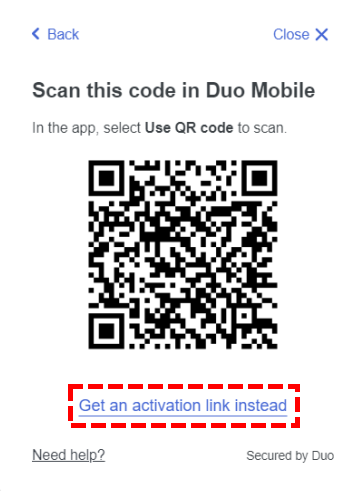 Back
Close X
Scan this code in Duo Mobile
In the app, select Use QR code to scan.
Get an activation link instead
Need help?
Secured by Duo